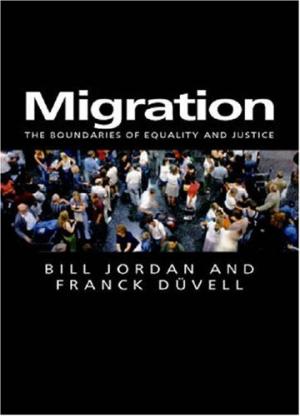 Migration
THE BOUNDARIES OF EQUALITY AND JUSTICE
BILL JORDAN AND
FRANCK DÜVELL